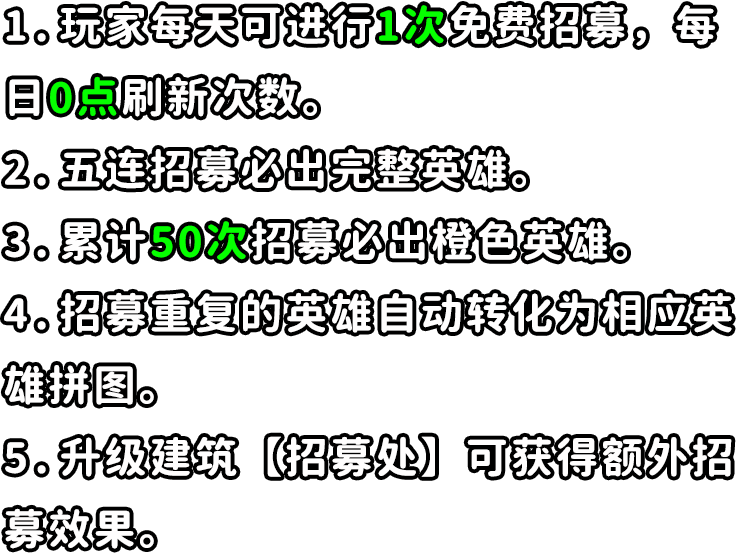 1.玩家每天可进行1次免费招募，每
日0点刷新次数。
2.五连招募必出完整英雄。
3.累计50次招募必出橙色英雄。
4.招募重复的英雄自动转化为相应英
雄拼图。
5.升级建筑【招募处】可获得额外招
募效果。